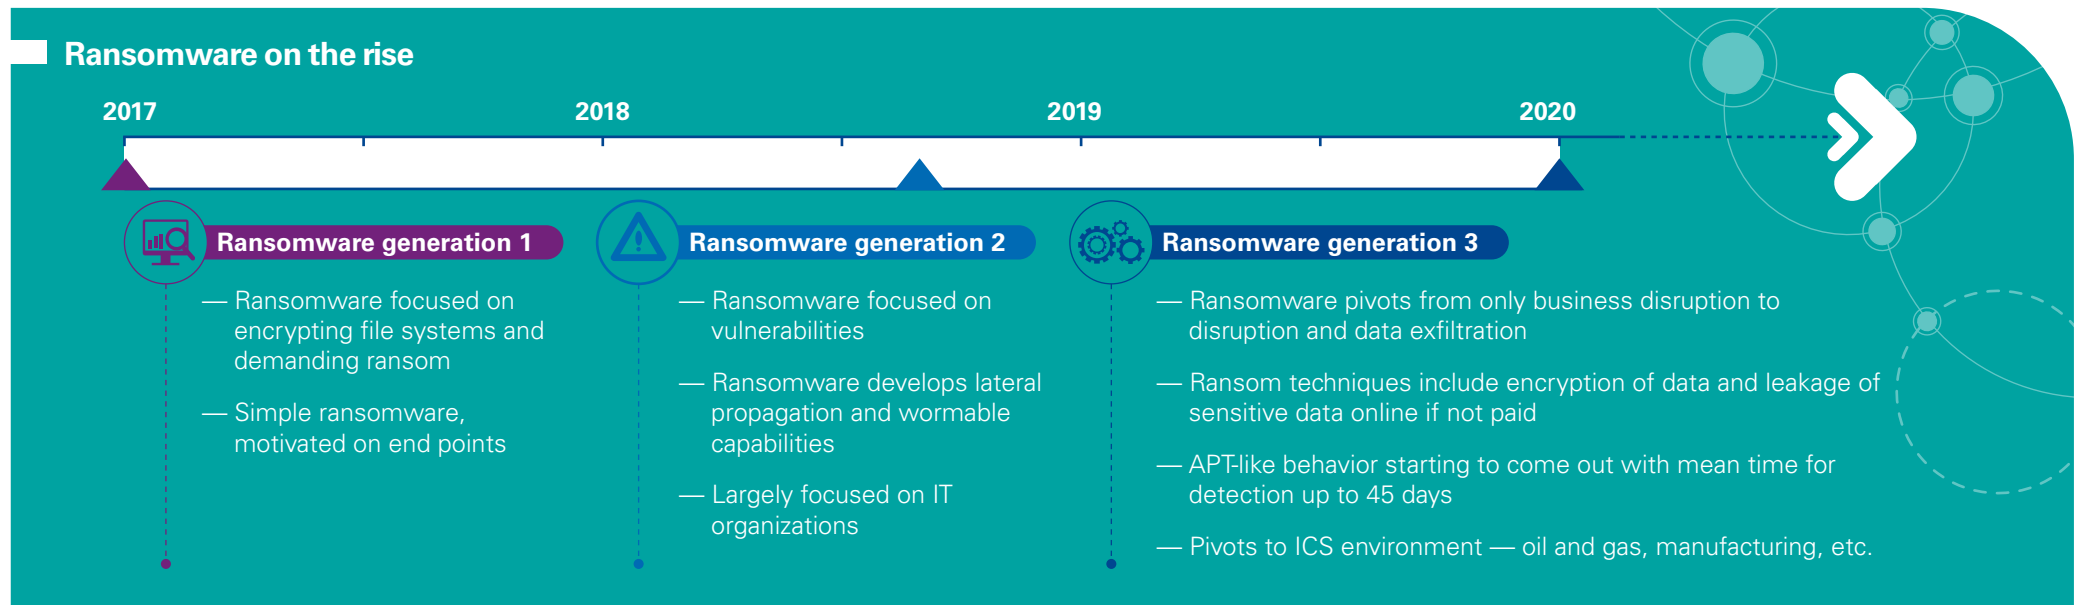 Ransomware on the rise
2017
2018
2019
2020
Ransomware generation 1
— Ransomware focused on
encrypting file systems and
demanding ransom
— Simple ransomware,
motivated on end points
Ransomware generation 2
— Ransomware focused on
vulnerabilities
— Ransomware develops lateral
propagation and wormable
capabilities
— Largely focused on IT
organizations
Ransomware generation 3
— Ransomware pivots from only business disruption to
disruption and data exfiltration
— Ransom techniques include encryption of data and leakage of
sensitive data online if not paid
— APT-like behavior starting to come out with mean time for
detection up to 45 days
— Pivots to ICS environment — oil and gas, manufacturing, etc.